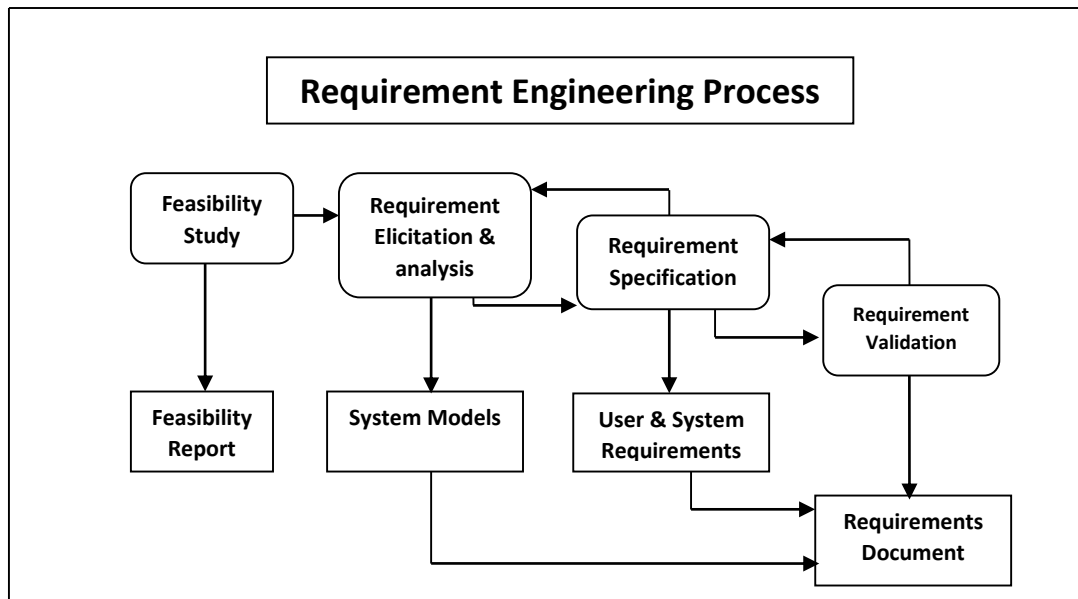 Requirement Engineering Process
Feasibility
Study
Requirement
Elicitation &
analysis
Requirement
Specification
Requirement
Validation
Feasibility
Report
System Models
User & System
Requirements
Requirements
Document